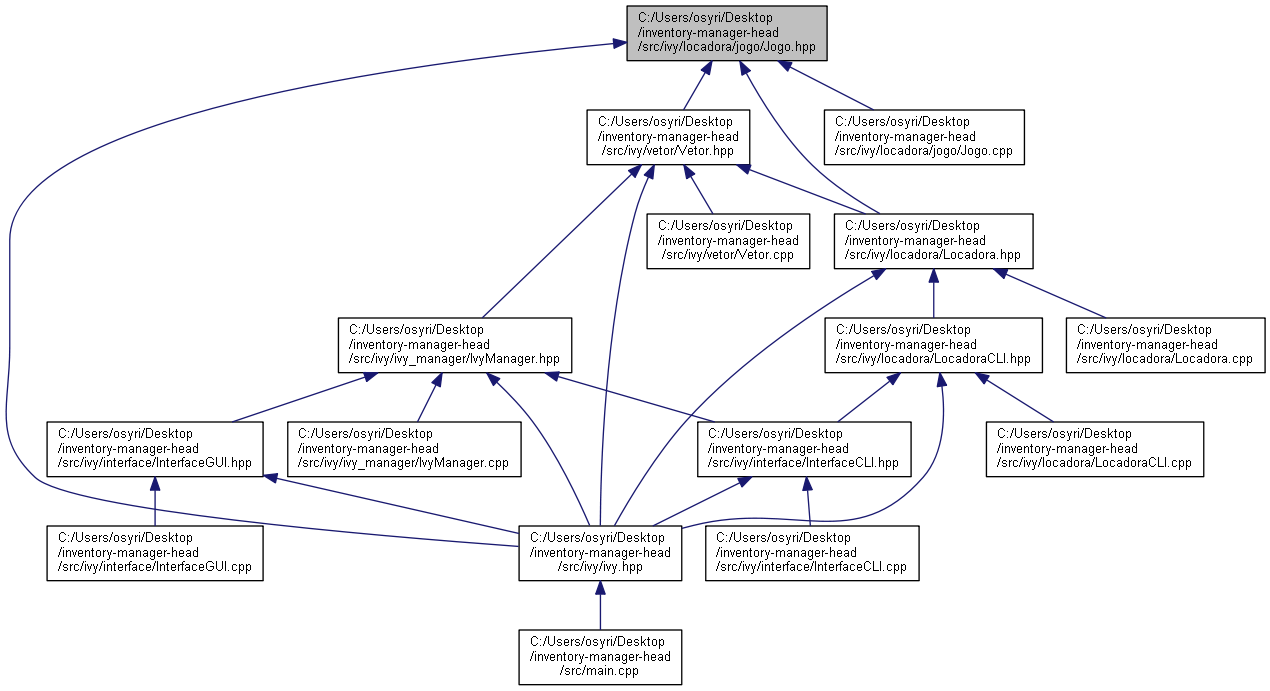 C:/Users/osyri/Desktop
/inventory-manager-head
/src/ivy/locadora/jogo/Jogo.hpp
C:/Users/osyri/Desktop
/inventory-manager-head
/src/ivy/vetor/Vetor.hpp
C:/Users/osyri/Desktop
/inventory-manager-head
/src/ivy/locadora/jogo/Jogo.cpp
C:/Users/osyri/Desktop
/inventory-manager-head
/src/ivy/vetor/Vetor.cpp
C:/Users/osyri/Desktop
/inventory-manager-head
/src/ivy/locadora/Locadora.hpp
C:/Users/osyri/Desktop
/inventory-manager-head
/src/ivy/ivy_manager/IvyManager.hpp
C:/Users/osyri/Desktop
/inventory-manager-head
/src/ivy/locadora/LocadoraCLI.hpp
C:/Users/osyri/Desktop
/inventory-manager-head
/src/ivy/locadora/Locadora.cpp
C:/Users/osyri/Desktop
/inventory-manager-head
/src/ivy/interface/InterfaceGUI.hpp
C:/Users/osyri/Desktop
/inventory-manager-head
/src/ivy/ivy_manager/IvyManager.cpp
C:/Users/osyri/Desktop
/inventory-manager-head
/src/ivy/interface/InterfaceCLI.hpp
C:/Users/osyri/Desktop
/inventory-manager-head
/src/ivy/locadora/LocadoraCLI.cpp
C:/Users/osyri/Desktop
/inventory-manager-head
/src/ivy/interface/InterfaceGUI.cpp
C:/Users/osyri/Desktop
/inventory-manager-head
/src/ivy/ivy.hpp
C:/Users/osyri/Desktop
/inventory-manager-head
/src/ivy/interface/InterfaceCLI.cpp
C:/Users/osyri/Desktop
/inventory-manager-head
/src/main.cpp